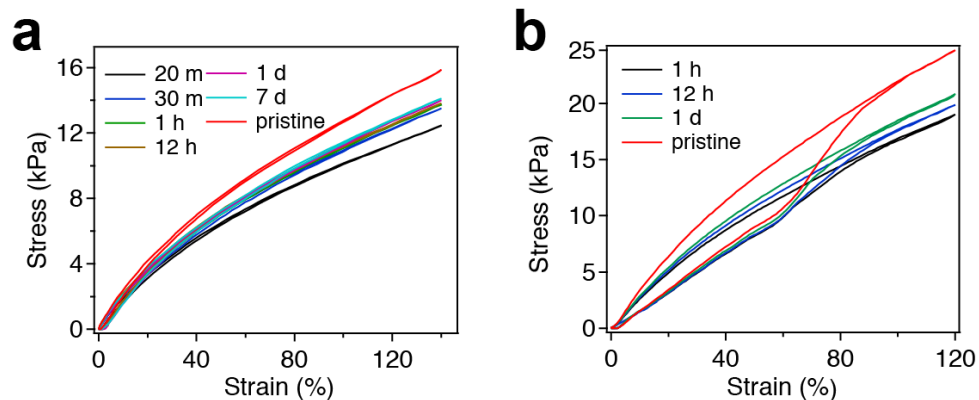 a
16
12
8
4
0
Stress (kPa)
20 m
30 m
1 h
12 h
1 d
7 d
pristine
0 40 80 120
Strain (%)
b
25
20
15
10
5
0
Stress (kPa)
1 h
12 h
1 d
pristine
0 40 80 120
Strain (%)